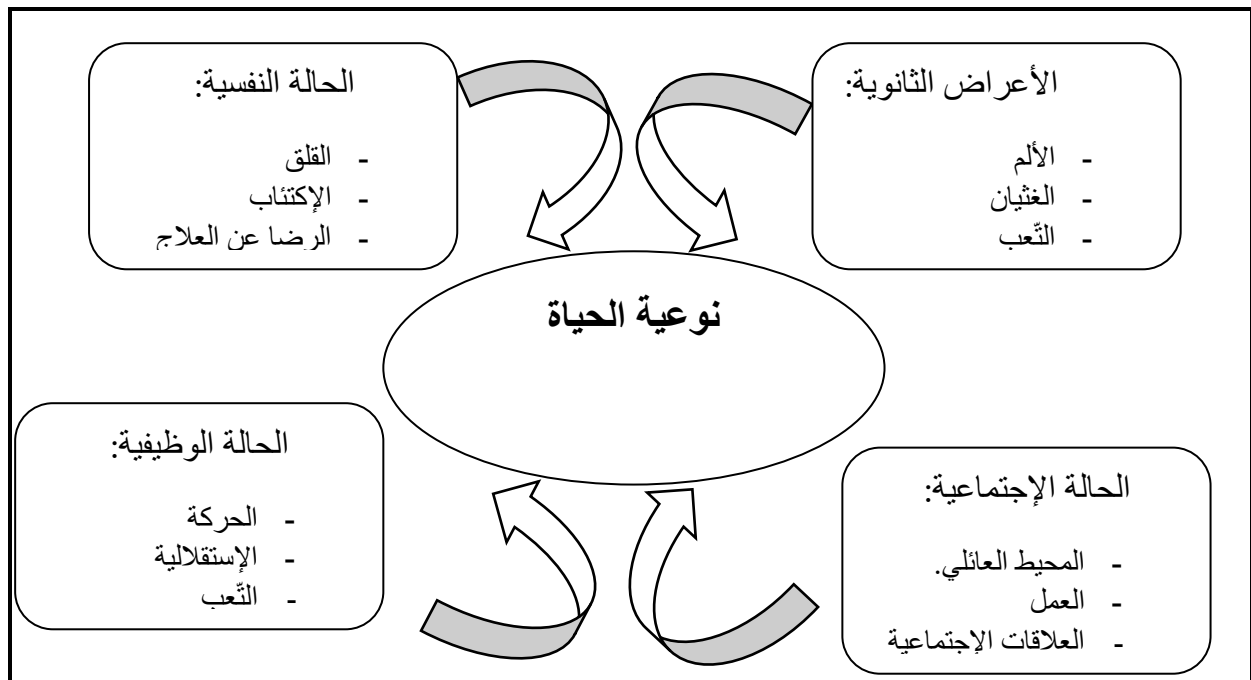 الأعراض الثانوية:
- الألم
- الغثيان
- التّعب
الحالة النفسية:
- القلق
- الإكتئاب
- الرضا عن العلاج
نوعية الحياة
الحالة الإجتماعية:
- المحيط العائلي.
- العمل
- العلاقات الإجتماعية
الحالة الوظيفية:
- الحركة
- الإستقلالية
- التّعب